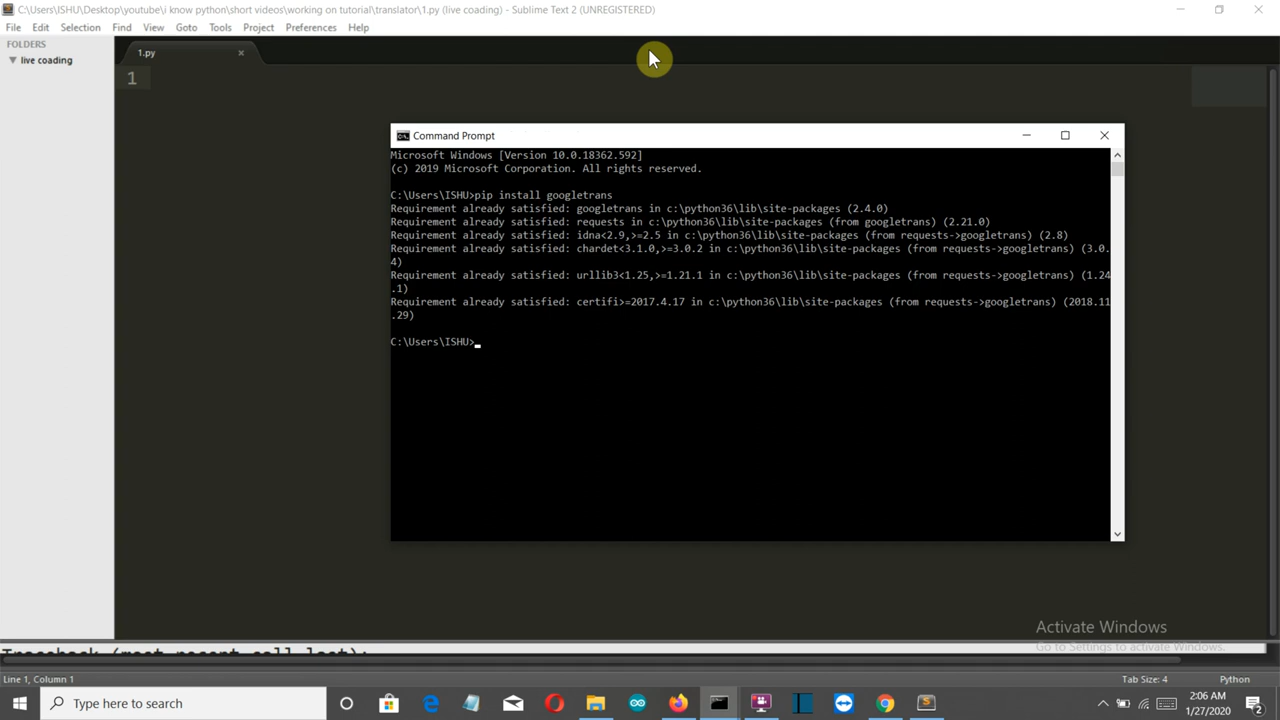 C:\Users\ISHU\Desktop\youtube\i know python\short videos\working on tutorial\translator\1.py (live coading) - Sublime Text 2 (UNREGISTERED)
File Edit Selection Find View Goto Tools Project Preferences Help
FOLDERS
live coading
1.py
1
Command Prompt
Microsoft Windows [Version 10.0.18362.592]
(c) 2019 Microsoft Corporation. All rights reserved.
C:\Users\ISHU>pip install googletrans
Requirement already satisfied: googletrans in c:\python36\lib\site-packages (2.4.0)
Requirement already satisfied: requests in c:\python36\lib\site-packages (from googletrans) (2.21.0)
Requirement already satisfied: idna<2.9,>=2.5 in c:\python36\lib\site-packages (from requests->googletrans) (2.8)
Requirement already satisfied: chardet<3.1.0,>=3.0.2 in c:\python36\lib\site-packages (from requests->googletrans) (3.0.
4)
Requirement already satisfied: urllib3<1.25,>=1.21.1 in c:\python36\lib\site-packages (from requests->googletrans) (1.24
.1)
Requirement already satisfied: certifi>=2017.4.17 in c:\python36\lib\site-packages (from requests->googletrans) (2018.11
.29)
C:\Users\ISHU>
Activate Windows
Go to Settings to activate Windows.
Traceback (most recent call last):
Line 1, Column 1
Tab Size: 4
Python
Type here to search
2:06 AM
1/27/2020
2